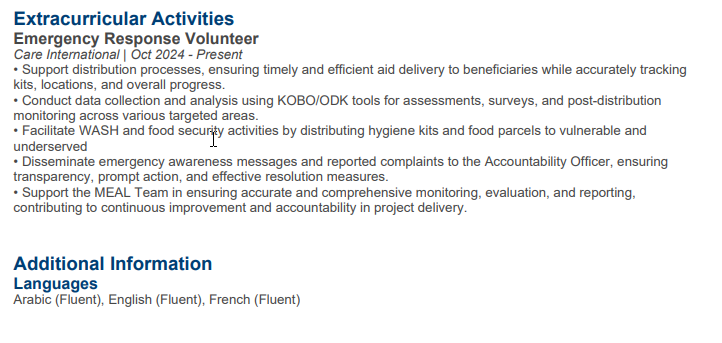 Extracurricular Activities
Emergency Response Volunteer
Care International | Oct 2024 - Present
• Support distribution processes, ensuring timely and efficient aid delivery to beneficiaries while accurately tracking
kits, locations, and overall progress.
• Conduct data collection and analysis using KOBO/ODK tools for assessments, surveys, and post-distribution
monitoring across various targeted areas.
• Facilitate WASH and food security activities by distributing hygiene kits and food parcels to vulnerable and
underserved
• Disseminate emergency awareness messages and reported complaints to the Accountability Officer, ensuring
transparency, prompt action, and effective resolution measures.
• Support the MEAL Team in ensuring accurate and comprehensive monitoring, evaluation, and reporting,
contributing to continuous improvement and accountability in project delivery.
Additional Information
Languages
Arabic (Fluent), English (Fluent), French (Fluent)